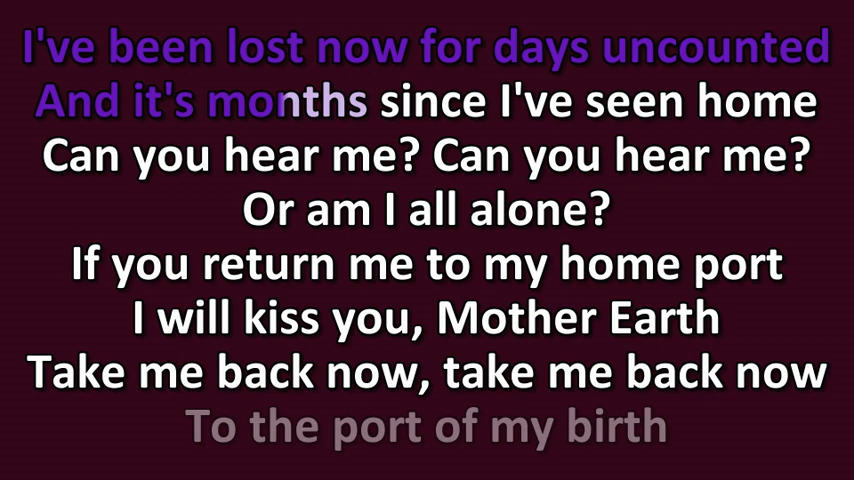 I've been lost now for days uncounted
And it's months since I've seen home
Can you hear me? Can you hear me?
Or am I all alone?
If you return me to my home port
I will kiss you, Mother Earth
Take me back now, take me back now
To the port of my birth